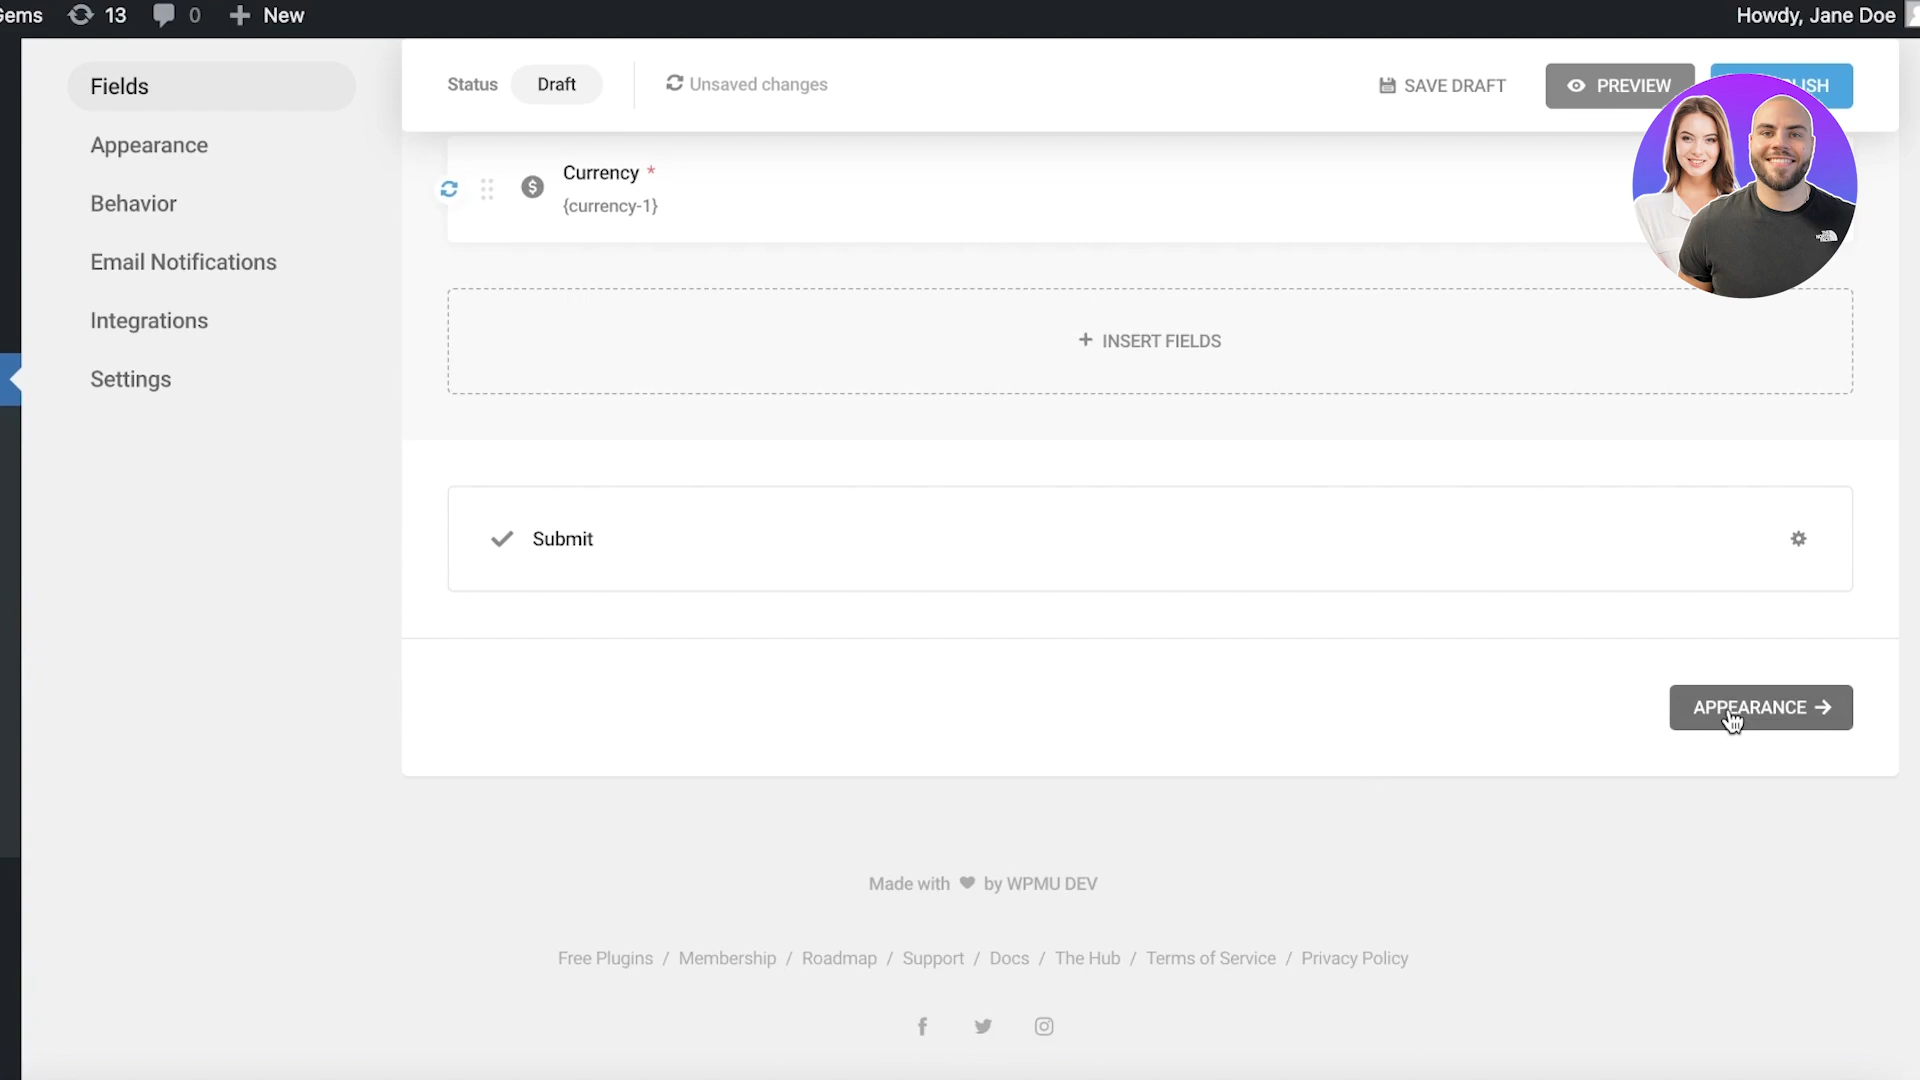 Gems 13 0 + New Howdy, Jane Doe
Fields
Appearance
Behavior
Email Notifications
Integrations
Settings
Status Draft Unsaved changes SAVE DRAFT PREVIEW ISH
Currency *
{currency-1}
+ INSERT FIELDS
Submit
APPEARANCE →
Made with ♥ by WPMU DEV
Free Plugins / Membership / Roadmap / Support / Docs / The Hub / Terms of Service / Privacy Policy